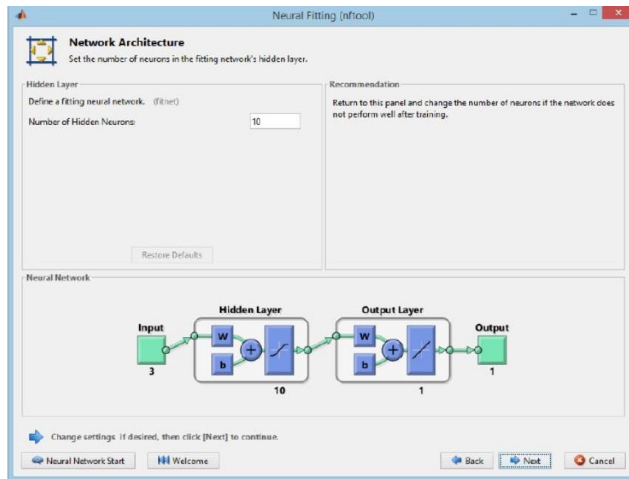 Neural Fitting (nftool)
Network Architecture
Set the number of neurons in the fitting network's hidden layer.
Hidden Layer
Define a fitting neural network. (fitnet)
Number of Hidden Neurons: 10
Restore Defaults
Recommendation
Return to this panel and change the number of neurons if the network does
not perform well after training.
Neural Network
Hidden Layer Output Layer
Input Output
W W
b b
3 1
10 1
Change settings if desired, then click [Next] to continue.
Neural Network Start Welcome Back Next Cancel